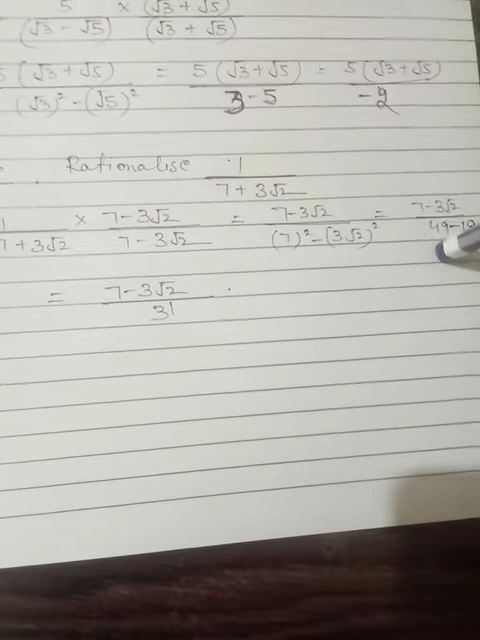 5 × (√3 + √5)
(√3 − √5) (√3 + √5)
5 (√3 + √5) = 5 (√3 + √5) = 5 (√3 + √5)
(√3)² − (√5)² 3 − 5 −2
Rationalise 1
7 + 3√2
1 × 7 − 3√2 = 7 − 3√2 = 7 − 3√2
7 + 3√2 7 − 3√2 (7)² − (3√2)² 49 −
= 7 − 3√2
31